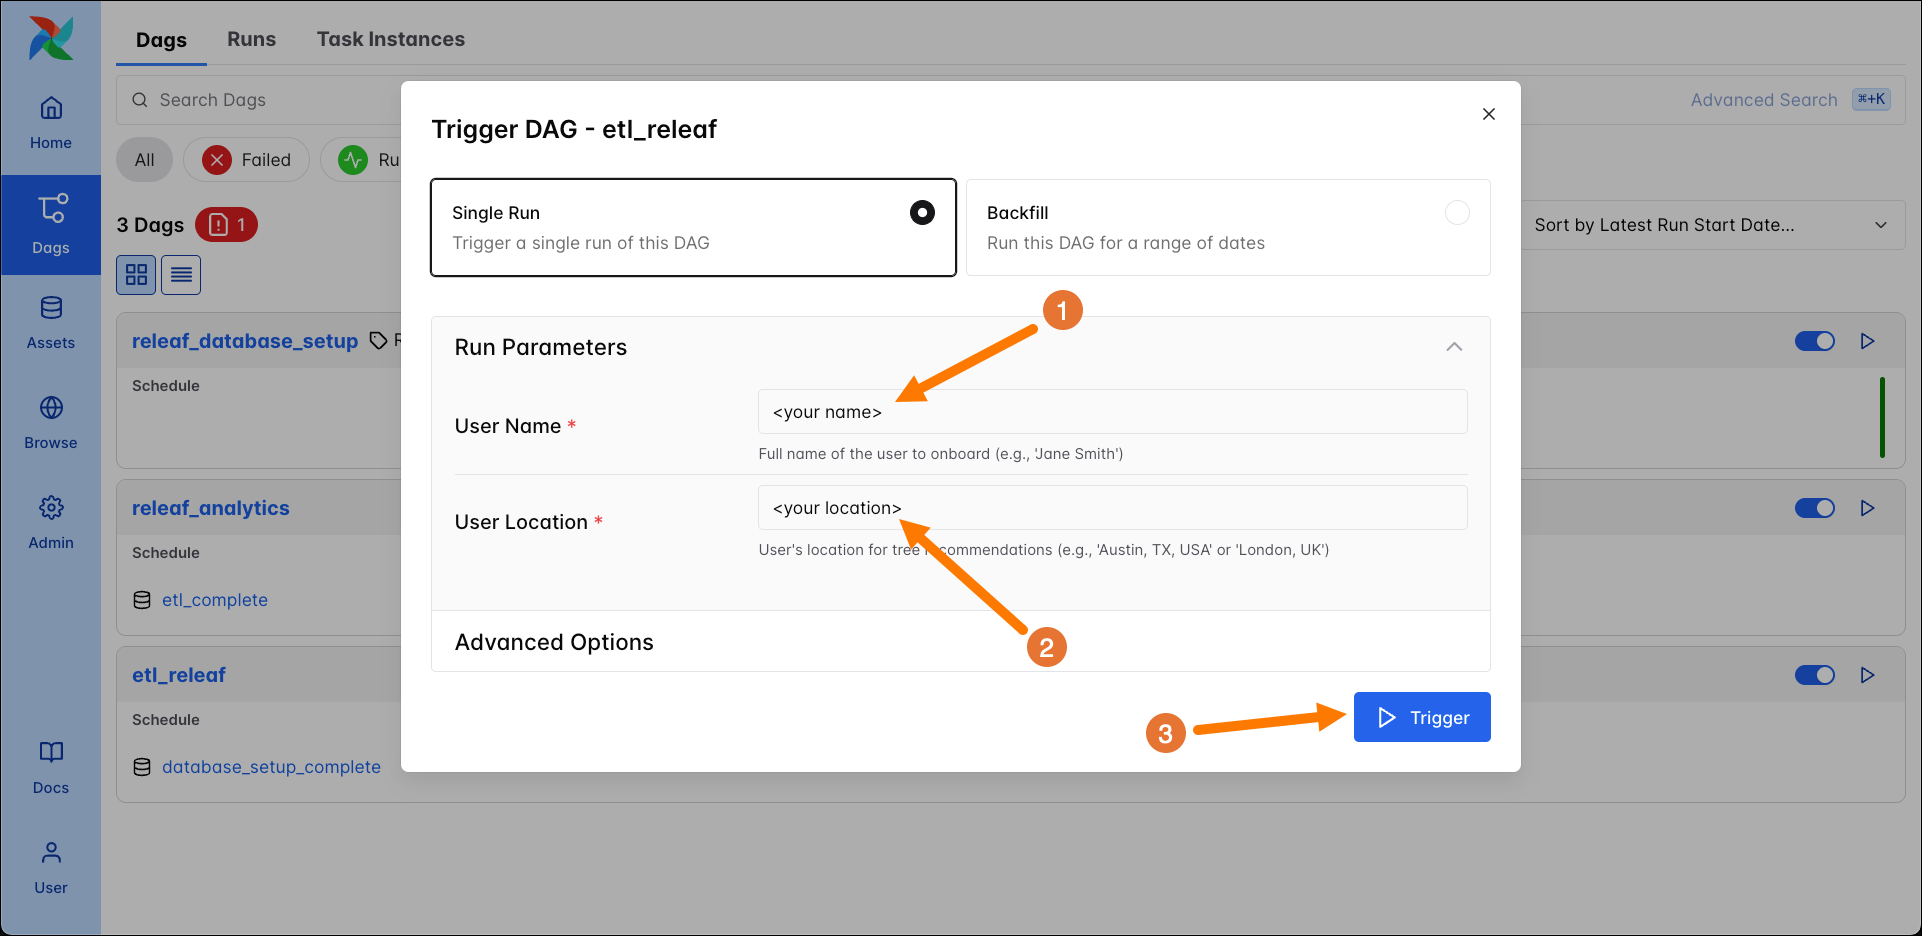 Dags Runs Task Instances
Search Dags
Advanced Search ⌘+K
Home
All Failed Ru
Trigger DAG - etl_releaf
Single Run
Trigger a single run of this DAG
Backfill
Run this DAG for a range of dates
3 Dags 1
Sort by Latest Run Start Date...
Dags
Assets
Browse
Admin
Docs
User
releaf_database_setup R
Schedule
releaf_analytics
Schedule
etl_complete
etl_releaf
Schedule
database_setup_complete
1
Run Parameters
User Name *
<your name>
Full name of the user to onboard (e.g., 'Jane Smith')
User Location *
<your location>
User's location for tree recommendations (e.g., 'Austin, TX, USA' or 'London, UK')
2
Advanced Options
3
Trigger